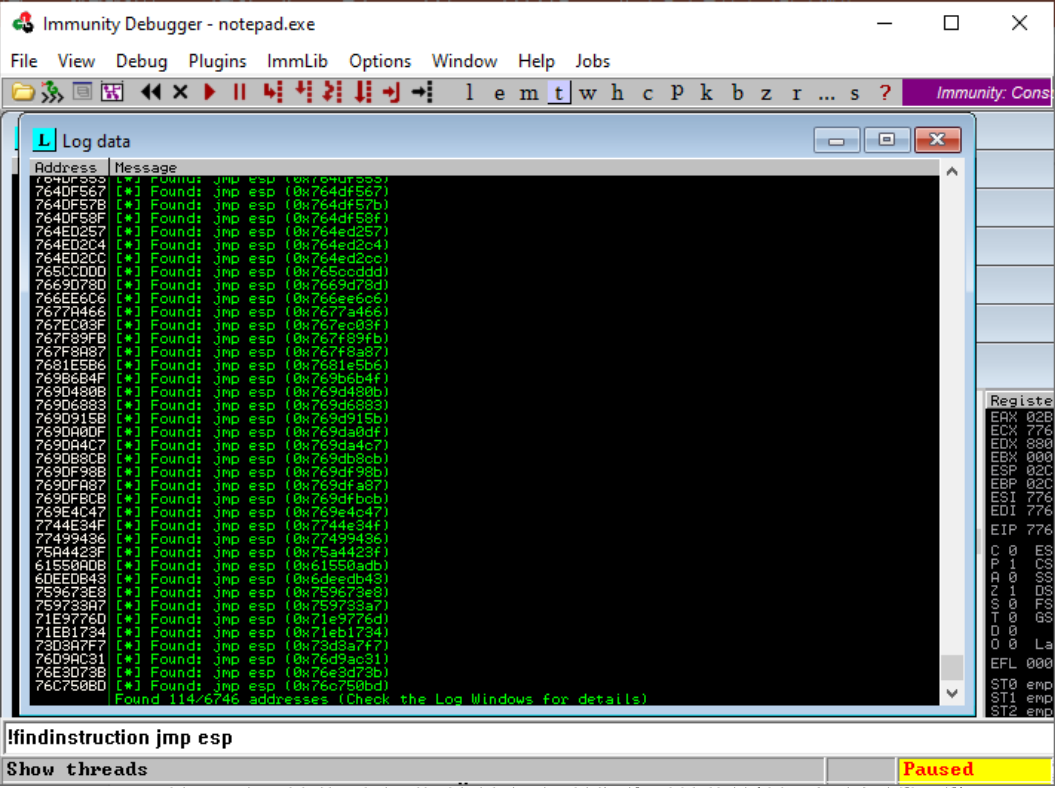 Immunity Debugger - notepad.exe
File View Debug Plugins ImmLib Options Window Help Jobs
l e m t w h c P k b z r ... s ? Immunity: Cons
L Log data
Address Message
764DF567 [*] Found: jmp esp (0x764df567)
764DF57B [*] Found: jmp esp (0x764df57b)
764DF58F [*] Found: jmp esp (0x764df58f)
764ED257 [*] Found: jmp esp (0x764ed257)
764ED2C4 [*] Found: jmp esp (0x764ed2c4)
764ED2CC [*] Found: jmp esp (0x764ed2cc)
765CCDDD [*] Found: jmp esp (0x765ccddd)
7669D78D [*] Found: jmp esp (0x7669d78d)
766EE6C6 [*] Found: jmp esp (0x766ee6c6)
7677A466 [*] Found: jmp esp (0x7677a466)
767EC03F [*] Found: jmp esp (0x767ec03f)
767F89FB [*] Found: jmp esp (0x767f89fb)
767F8A87 [*] Found: jmp esp (0x767f8a87)
7681E5B6 [*] Found: jmp esp (0x7681e5b6)
769B6B4F [*] Found: jmp esp (0x769b6b4f)
769D480B [*] Found: jmp esp (0x769d480b)
769D6883 [*] Found: jmp esp (0x769d6883)
769D915B [*] Found: jmp esp (0x769d915b)
769DA0DF [*] Found: jmp esp (0x769da0df)
769DA4C7 [*] Found: jmp esp (0x769da4c7)
769DB8CB [*] Found: jmp esp (0x769db8cb)
769DF98B [*] Found: jmp esp (0x769df98b)
769DFA87 [*] Found: jmp esp (0x769dfa87)
769DFBCB [*] Found: jmp esp (0x769dfbcb)
769E4C47 [*] Found: jmp esp (0x769e4c47)
7744E34F [*] Found: jmp esp (0x7744e34f)
77499436 [*] Found: jmp esp (0x77499436)
75A4423F [*] Found: jmp esp (0x75a4423f)
61550ADB [*] Found: jmp esp (0x61550adb)
6DEEDB43 [*] Found: jmp esp (0x6deedb43)
759673E8 [*] Found: jmp esp (0x759673e8)
759733A7 [*] Found: jmp esp (0x759733a7)
71E9776D [*] Found: jmp esp (0x71e9776d)
71EB1734 [*] Found: jmp esp (0x71eb1734)
73D3A7F7 [*] Found: jmp esp (0x73d3a7f7)
76D9AC31 [*] Found: jmp esp (0x76d9ac31)
76E3D73B [*] Found: jmp esp (0x76e3d73b)
76C750BD [*] Found: jmp esp (0x76c750bd)
Found 114/6746 addresses (Check the Log Windows for details)
Registe
EAX 02B
ECX 776
EDX 880
EBX 000
ESP 02C
EBP 02C
ESI 776
EDI 776
EIP 776
C 0 ES
P 1 CS
A 0 SS
Z 1 DS
S 0 FS
T 0 GS
D 0
O 0 La
EFL 000
ST0 emp
ST1 emp
ST2 emp
!findinstruction jmp esp
Show threads
Paused